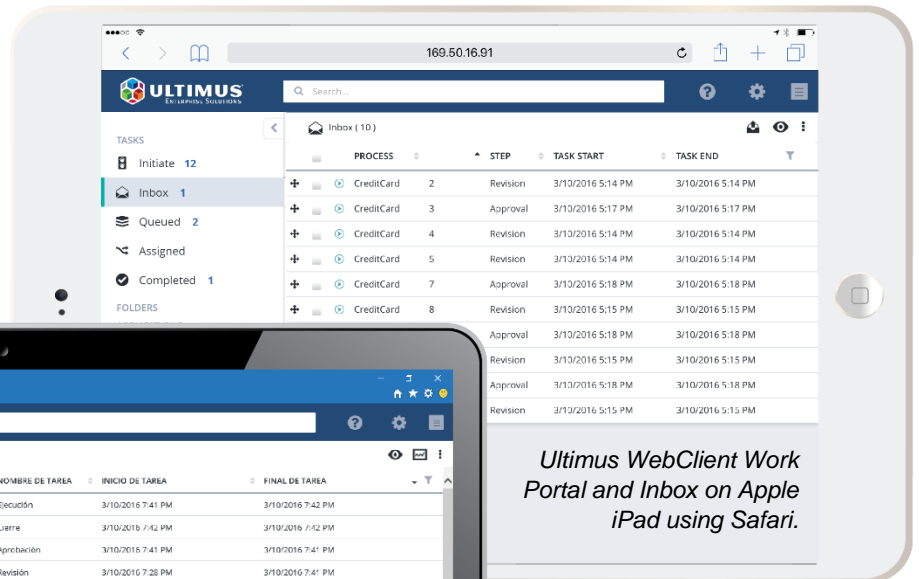 169.50.16.91
ULTIMUS
ENTERPRISE SOLUTIONS
Search...
TASKS
Initiate 12
Inbox 1
Queued 2
Assigned
Completed 1
FOLDERS
Inbox ( 10 )
PROCESS STEP TASK START TASK END
CreditCard 2 Revision 3/10/2016 5:14 PM 3/10/2016 5:14 PM
CreditCard 3 Approval 3/10/2016 5:17 PM 3/10/2016 5:17 PM
CreditCard 4 Revision 3/10/2016 5:14 PM 3/10/2016 5:14 PM
CreditCard 5 Revision 3/10/2016 5:14 PM 3/10/2016 5:14 PM
CreditCard 7 Approval 3/10/2016 5:18 PM 3/10/2016 5:18 PM
CreditCard 8 Revision 3/10/2016 5:15 PM 3/10/2016 5:15 PM
Approval 3/10/2016 5:18 PM 3/10/2016 5:18 PM
Revision 3/10/2016 5:15 PM 3/10/2016 5:15 PM
Approval 3/10/2016 5:18 PM 3/10/2016 5:18 PM
Revision 3/10/2016 5:15 PM 3/10/2016 5:15 PM
NOMBRE DE TAREA INICIO DE TAREA FINAL DE TAREA
Ejecución 3/10/2016 7:41 PM 3/10/2016 7:42 PM
3/10/2016 7:42 PM 3/10/2016 7:42 PM
Aprobación 3/10/2016 7:41 PM 3/10/2016 7:41 PM
Revisión 3/10/2016 7:28 PM 3/10/2016 7:41 PM
Ultimus WebClient Work
Portal and Inbox on Apple
iPad using Safari.